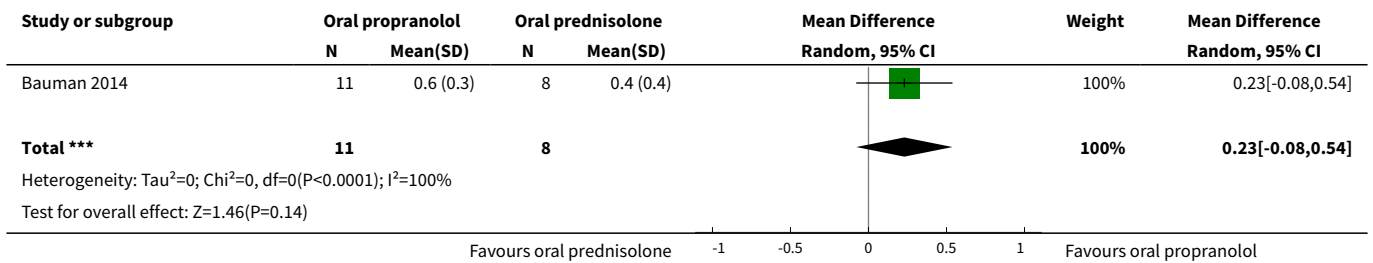 Study or subgroup Oral propranolol Oral prednisolone Mean Difference Weight Mean Difference
N Mean(SD) N Mean(SD) Random, 95% CI Random, 95% CI
Bauman 2014 11 0.6 (0.3) 8 0.4 (0.4) 100% 0.23[-0.08,0.54]
Total *** 11 8 100% 0.23[-0.08,0.54]
Heterogeneity: Tau²=0; Chi²=0, df=0(P<0.0001); I²=100%
Test for overall effect: Z=1.46(P=0.14)
Favours oral prednisolone -1 -0.5 0 0.5 1 Favours oral propranolol